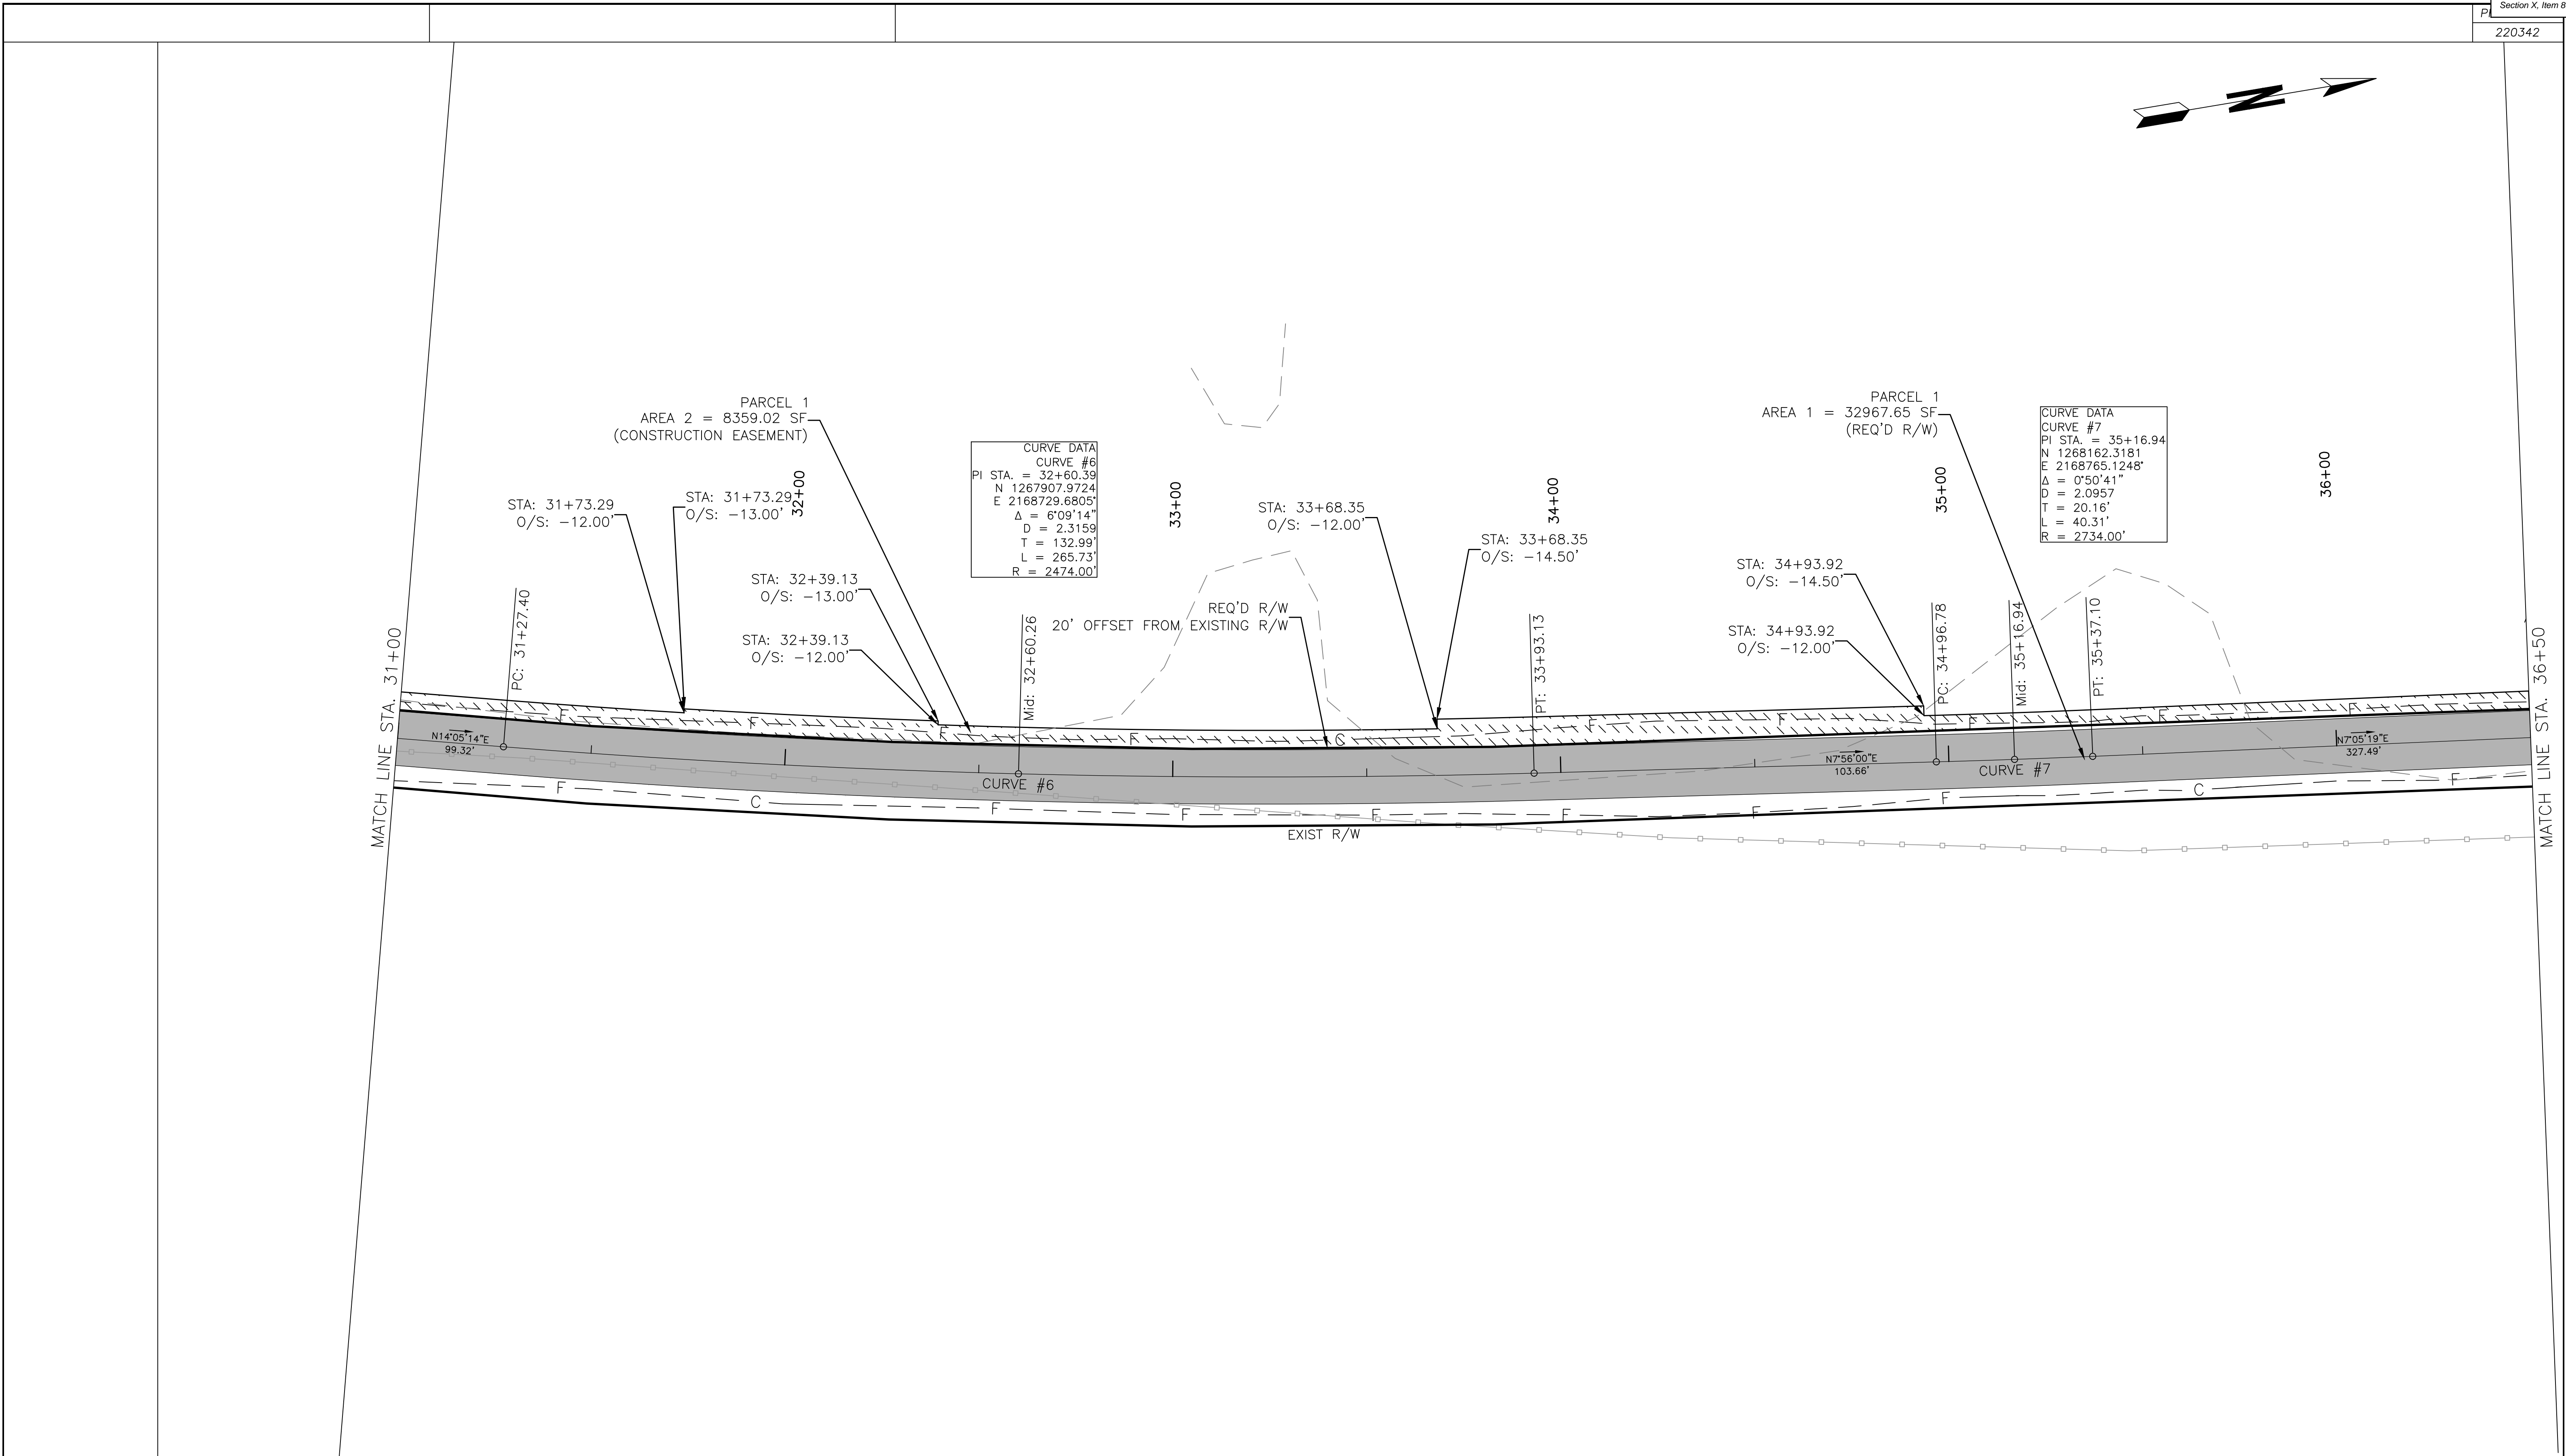 Section X, Item 8
220342
N
PARCEL 1
AREA 2 = 8359.02 SF
(CONSTRUCTION EASEMENT)
PARCEL 1
AREA 1 = 32967.65 SF
(REQ'D R/W)
CURVE DATA
CURVE #6
PI STA. = 32+60.39
N 1267907.9724
E 2168729.6805°
Δ = 6°09'14"
D = 2.3159
T = 132.99'
L = 265.73'
R = 2474.00'
CURVE DATA
CURVE #7
PI STA. = 35+16.94
N 1268162.3181
E 2168765.1248°
Δ = 0°50'41"
D = 2.0957
T = 20.16'
L = 40.31'
R = 2734.00'
STA: 31+73.29
O/S: -12.00'
STA: 31+73.29
O/S: -13.00'
32+00
33+00
STA: 33+68.35
O/S: -12.00'
34+00
STA: 33+68.35
O/S: -14.50'
35+00
36+00
STA: 32+39.13
O/S: -13.00'
STA: 32+39.13
O/S: -12.00'
REQ'D R/W
20' OFFSET FROM EXISTING R/W
STA: 34+93.92
O/S: -14.50'
STA: 34+93.92
O/S: -12.00'
MATCH LINE STA. 31+00
PC: 31+27.40
Mid: 32+60.26
PT: 33+93.13
PC: 34+96.78
Mid: 35+16.94
PT: 35+37.10
MATCH LINE STA. 36+50
F F F F C F F F F F
N14°05'14"E
99.32'
N7°56'00"E
103.66'
N7°05'19"E
327.49'
CURVE #6
CURVE #7
F C F F F F F F C F
EXIST R/W